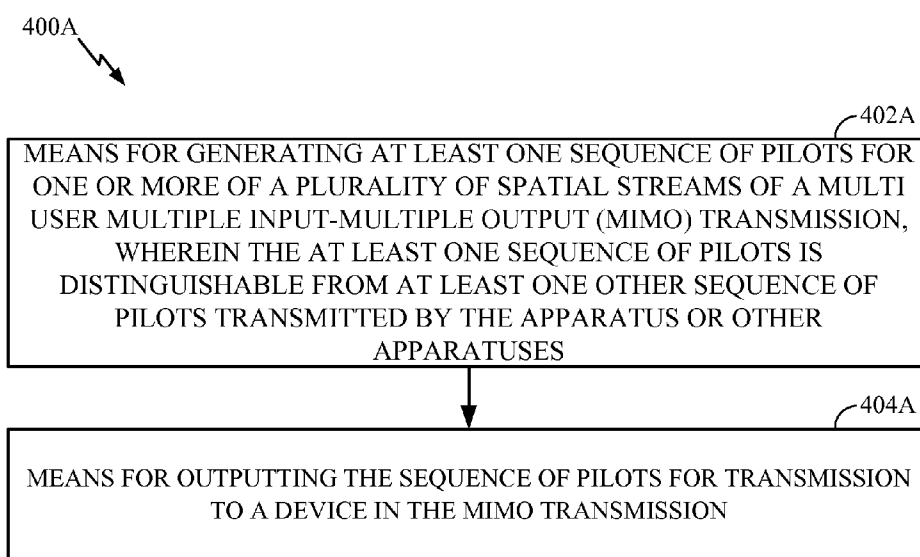 400A
402A
MEANS FOR GENERATING AT LEAST ONE SEQUENCE OF PILOTS FOR
ONE OR MORE OF A PLURALITY OF SPATIAL STREAMS OF A MULTI
USER MULTIPLE INPUT-MULTIPLE OUTPUT (MIMO) TRANSMISSION,
WHEREIN THE AT LEAST ONE SEQUENCE OF PILOTS IS
DISTINGUISHABLE FROM AT LEAST ONE OTHER SEQUENCE OF
PILOTS TRANSMITTED BY THE APPARATUS OR OTHER
APPARATUSES
404A
MEANS FOR OUTPUTTING THE SEQUENCE OF PILOTS FOR TRANSMISSION
TO A DEVICE IN THE MIMO TRANSMISSION